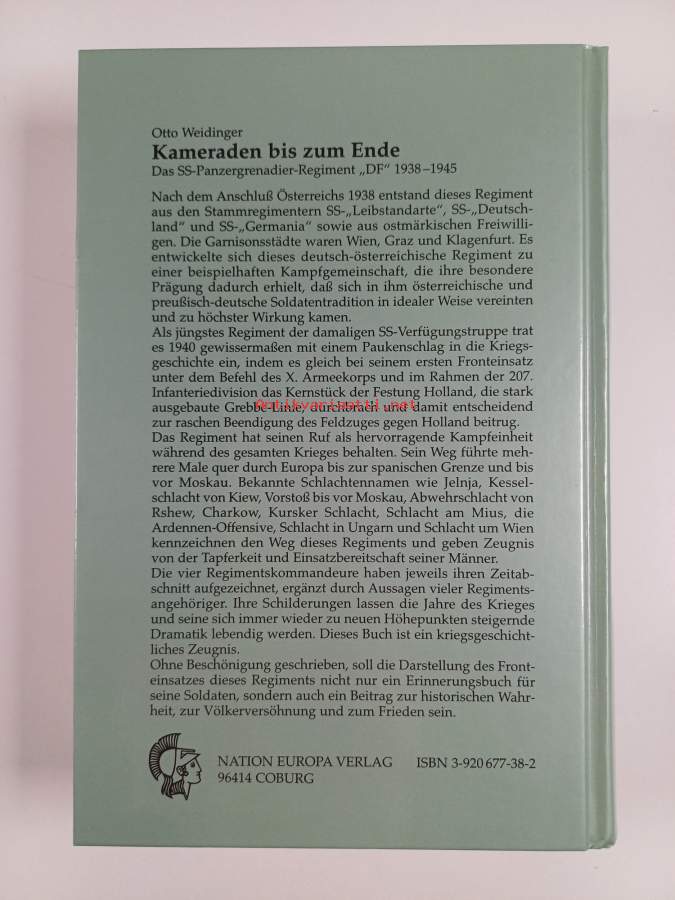 Otto Weidinger
Kameraden bis zum Ende
Das SS-Panzergrenadier-Regiment „DF“ 1938–1945
Nach dem Anschluß Österreichs 1938 entstand dieses Regiment
aus den Stammregimentern SS-„Leibstandarte“, SS-„Deutsch-
land“ und SS-„Germania“ sowie aus ostmärkischen Freiwilli-
gen. Die Garnisonsstädte waren Wien, Graz und Klagenfurt. Es
entwickelte sich dieses deutsch-österreichische Regiment zu
einer beispielhaften Kampfgemeinschaft, die ihre besondere
Prägung dadurch erhielt, daß sich in ihm österreichische und
preußisch-deutsche Soldatentradition in idealer Weise vereinten
und zu höchster Wirkung kamen.
Als jüngstes Regiment der damaligen SS-Verfügungstruppe trat
es 1940 gewissermaßen mit einem Paukenschlag in die Kriegs-
geschichte ein, indem es gleich bei seinem ersten Fronteinsatz
unter dem Befehl des X. Armeekorps und im Rahmen der 207.
Infanteriedivision das Kernstück der Festung Holland, die stark
ausgebaute Grebbe-Linie, durchbrach und damit entscheidend
Antikvariaatti.net
zur raschen Beendigung des Feldzuges gegen Holland beitrug.
Das Regiment hat seinen Ruf als hervorragende Kampfeinheit
während des gesamten Krieges behalten. Sein Weg führte meh-
rere Male quer durch Europa bis zur spanischen Grenze und bis
vor Moskau. Bekannte Schlachtennamen wie Jelnja, Kessel-
schlacht von Kiew, Vorstoß bis vor Moskau, Abwehrschlacht von
Rshew, Charkow, Kursker Schlacht, Schlacht am Mius, die
Ardennen-Offensive, Schlacht in Ungarn und Schlacht um Wien
kennzeichnen den Weg dieses Regiments und geben Zeugnis
von der Tapferkeit und Einsatzbereitschaft seiner Männer.
Die vier Regimentskommandeure haben jeweils ihren Zeitab-
schnitt aufgezeichnet, ergänzt durch Aussagen vieler Regiments-
angehöriger. Ihre Schilderungen lassen die Jahre des Krieges
und seine sich immer wieder zu neuen Höhepunkten steigernde
Dramatik lebendig werden. Dieses Buch ist ein kriegsgeschicht-
liches Zeugnis.
Ohne Beschönigung geschrieben, soll die Darstellung des Front-
einsatzes dieses Regiments nicht nur ein Erinnerungsbuch für
seine Soldaten, sondern auch ein Beitrag zur historischen Wahr-
heit, zur Völkerversöhnung und zum Frieden sein.
NATION EUROPA VERLAG
96414 COBURG
ISBN 3-920 677-38-2